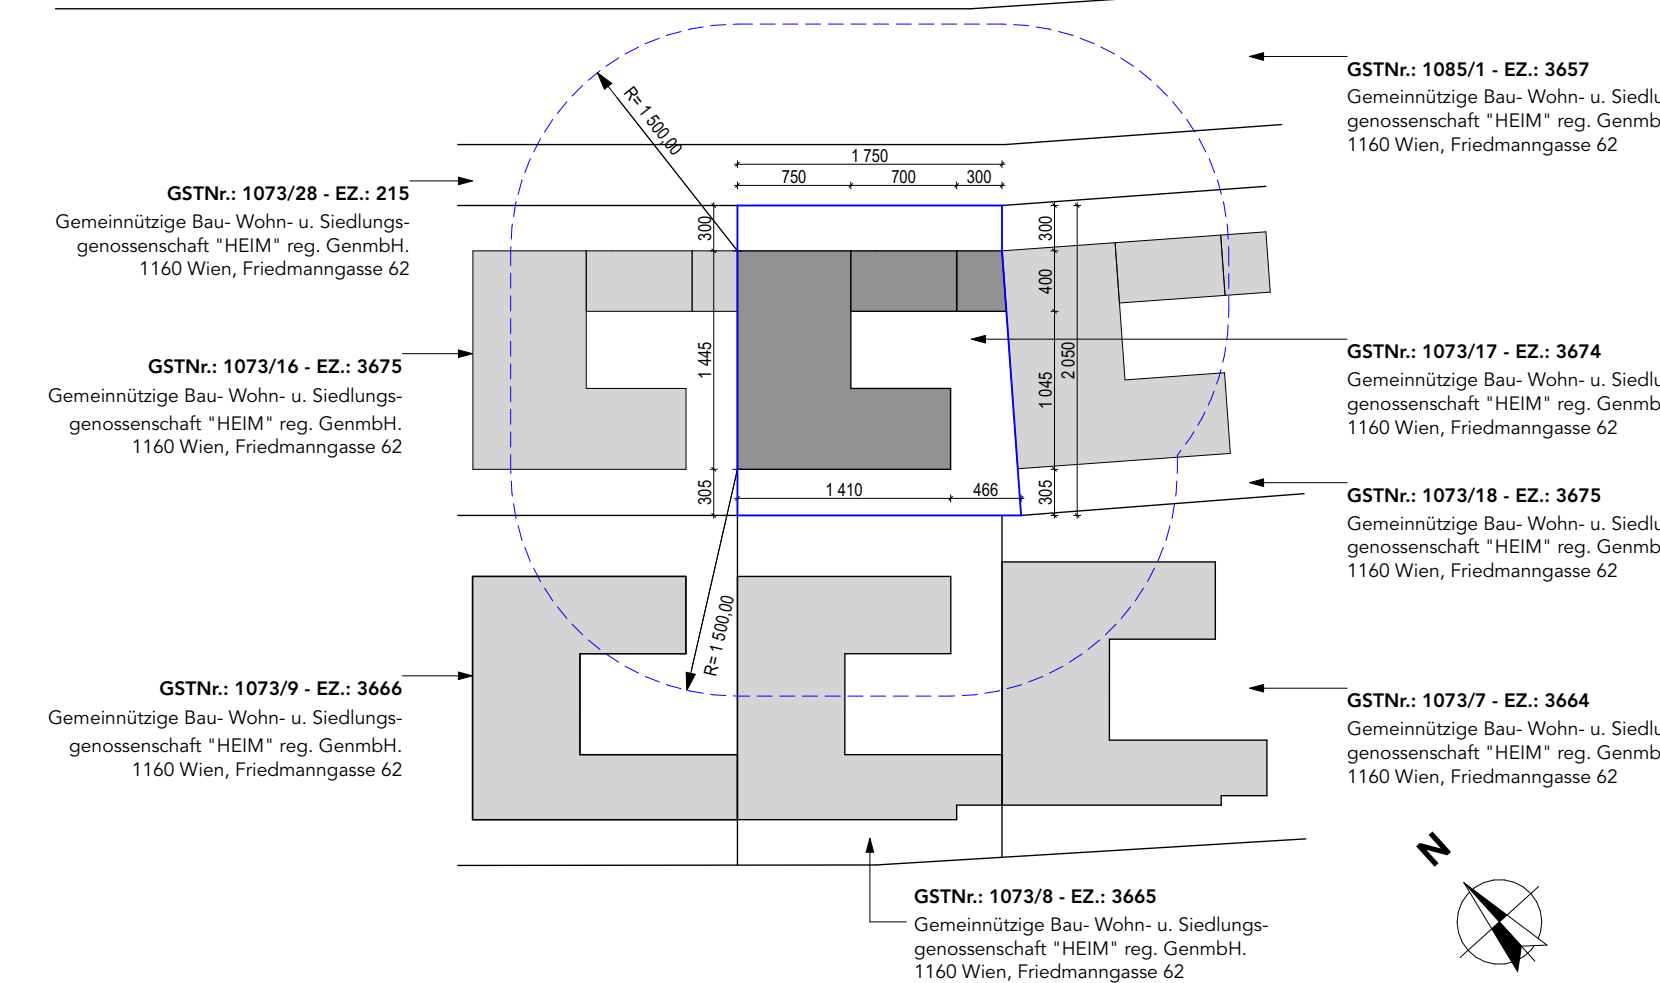 GSTNr.: 1085/1 - EZ.: 3657
Gemeinnützige Bau- Wohn- u. Siedlu
genossenschaft "HEIM" reg. Genmb
1160 Wien, Friedmanngasse 62
R= 1 500,00
1 750
750 700 300
GSTNr.: 1073/28 - EZ.: 215
Gemeinnützige Bau- Wohn- u. Siedlungs-
genossenschaft "HEIM" reg. GenmbH.
1160 Wien, Friedmanngasse 62
300
300
400
GSTNr.: 1073/16 - EZ.: 3675
Gemeinnützige Bau- Wohn- u. Siedlungs-
genossenschaft "HEIM" reg. GenmbH.
1160 Wien, Friedmanngasse 62
1 445
1 045
2 050
GSTNr.: 1073/17 - EZ.: 3674
Gemeinnützige Bau- Wohn- u. Siedlu
genossenschaft "HEIM" reg. Genmb
1160 Wien, Friedmanngasse 62
305
1 410 466
305
GSTNr.: 1073/18 - EZ.: 3675
Gemeinnützige Bau- Wohn- u. Siedlu
genossenschaft "HEIM" reg. Genmb
1160 Wien, Friedmanngasse 62
R= 1 500,00
GSTNr.: 1073/9 - EZ.: 3666
Gemeinnützige Bau- Wohn- u. Siedlungs-
genossenschaft "HEIM" reg. GenmbH.
1160 Wien, Friedmanngasse 62
GSTNr.: 1073/7 - EZ.: 3664
Gemeinnützige Bau- Wohn- u. Siedlu
genossenschaft "HEIM" reg. Genmb
1160 Wien, Friedmanngasse 62
N
GSTNr.: 1073/8 - EZ.: 3665
Gemeinnützige Bau- Wohn- u. Siedlungs-
genossenschaft "HEIM" reg. GenmbH.
1160 Wien, Friedmanngasse 62